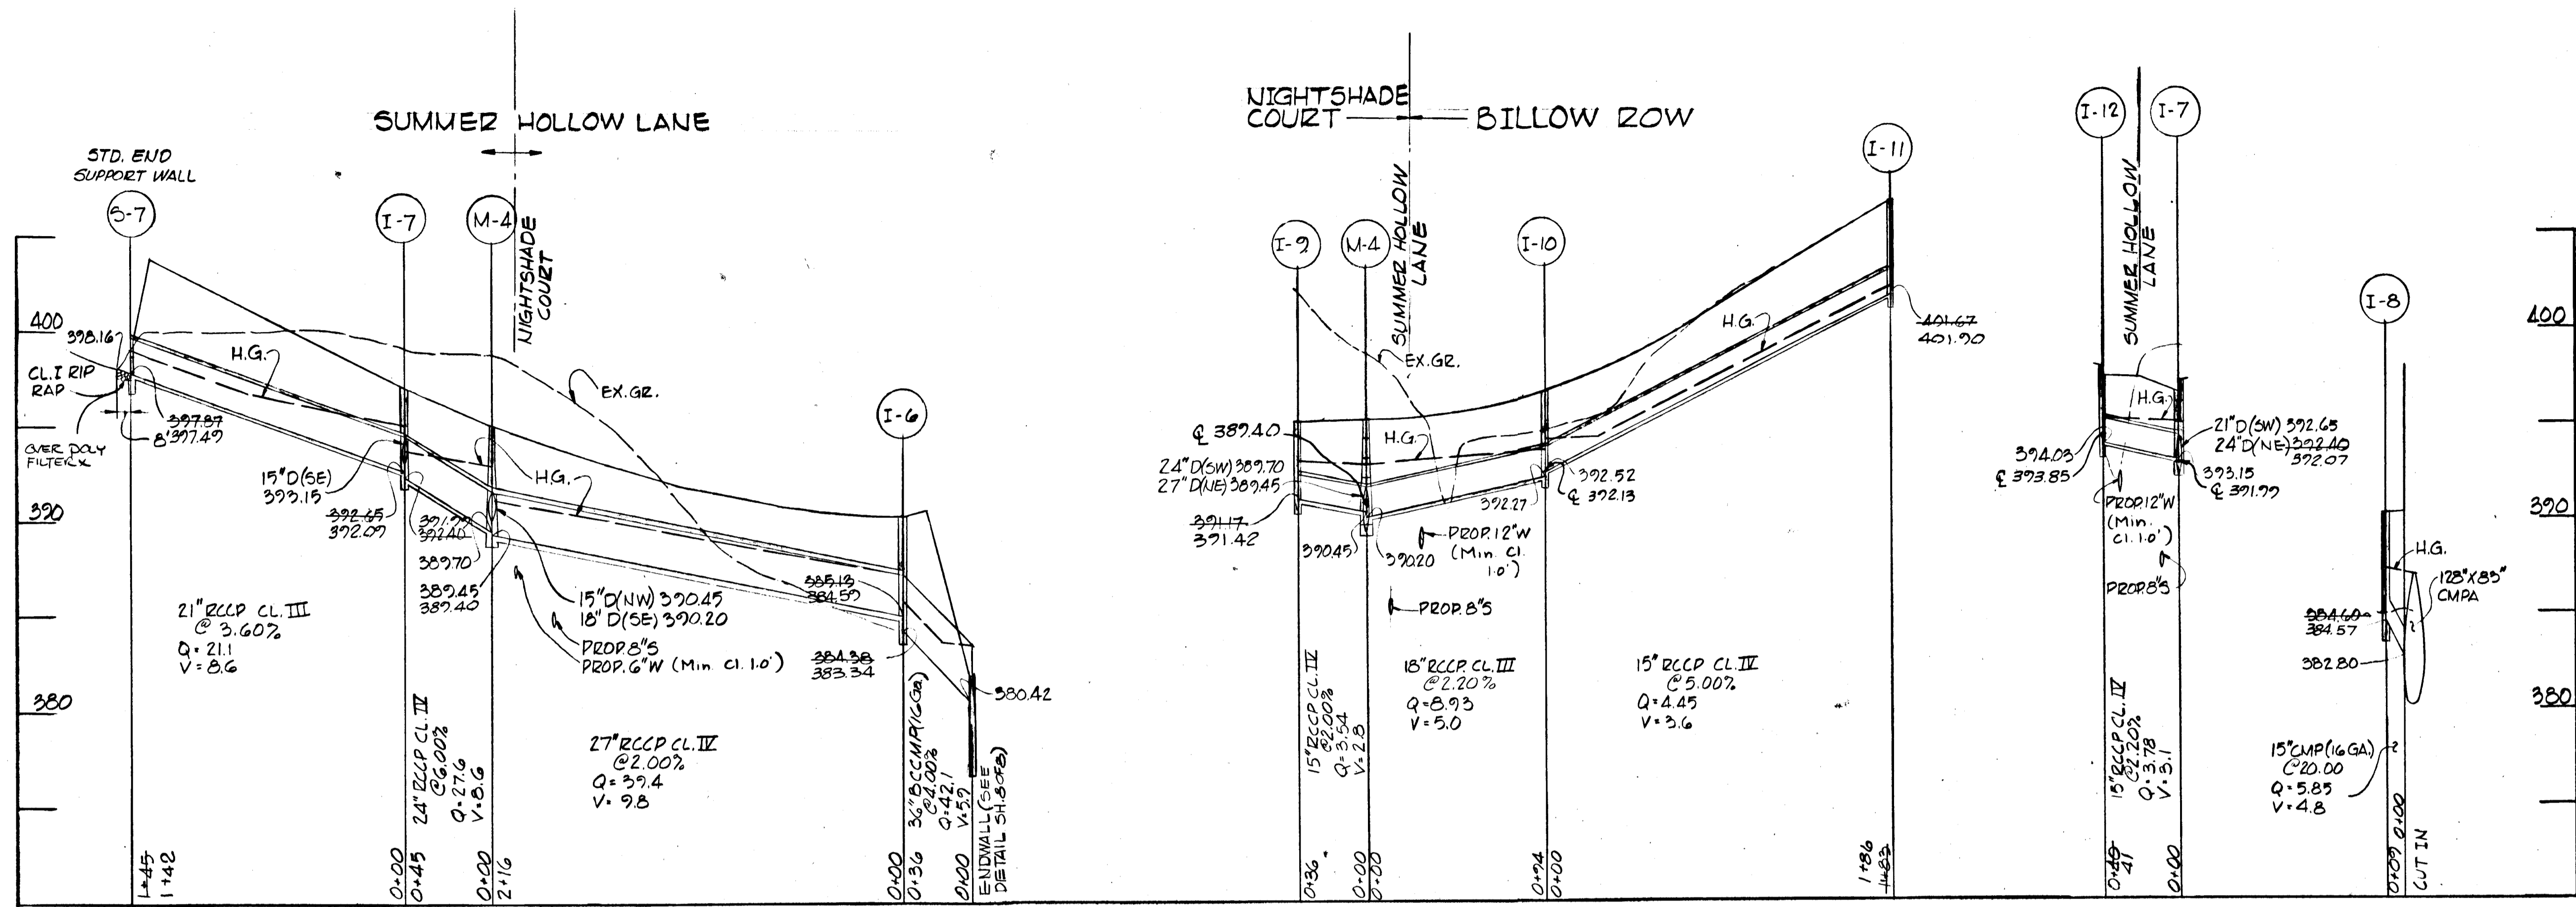 SUMMER HOLLOW LANE
STD. END
SUPPORT WALL
S-7
I-7
M-4
NIGHTSHADE
COURT
I-6
400
390
380
398.16
CL.I RIP
RAP
OVER POLY
8'
397.87
397.49
H.G.
EX.GR.
15"D(SE)
393.15
392.65
392.09
391.99
392.40
389.70
389.45
389.40
H.G.
15"D(NW) 390.45
18"D(SE) 390.20
PROP.8"S
PROP.6"W (Min. Cl. 1.0')
385.13
384.59
384.38
383.34
380.42
21"RCCP CL.III
@ 3.60%
Q=21.1
V=8.6
24"RCCP CL.IV
@6.00%
Q=27.6
V=8.6
27"RCCP CL.IV
@2.00%
Q=39.4
V=9.8
36"BCCMP(16Ga)
@4.00%
Q=42.1
V=5.9
ENDWALL(SEE
DETAIL SH.8OF8)
1+45
1+42
0+00
0+45
0+00
2+16
0+00
0+36
0+00
NIGHTSHADE
COURT
BILLOW ROW
SUMMER HOLLOW
LANE
I-9
M-4
I-10
I-11
EX.GR.
H.G.
H.G.
℄ 389.40
24"D(SW)389.70
27"D(NE)389.45
391.17
391.42
390.45
390.20
392.27
392.52
℄ 392.13
401.67
401.90
PROP.12"W
(Min. Cl.
1.0')
PROP.8"S
15"RCCP CL.IV
@2.00%
Q=3.54
V=2.8
18"RCCP CL.III
@2.20%
Q=8.93
V=5.0
15"RCCP CL.IV
@5.00%
Q=4.45
V=3.6
0+36
0+00
0+00
0+94
0+00
1+86
1+83
I-12
I-7
SUMMER HOLLOW
LANE
H.G.
21"D(SW) 392.65
24"D(NE)392.40
392.07
394.03
℄ 393.85
393.15
℄ 391.99
PROP.12"W
(Min.
Cl. 1.0')
PROP.8"S
15"RCCP CL.IV
@2.20%
Q=3.78
V=3.1
0+40
41
0+00
I-8
H.G.
128"X83"
CMPA
384.60
384.57
382.80
15"CMP(16GA.)
@20.00
Q=5.85
V=4.8
0+09
0+00
CUT IN
400
390
380